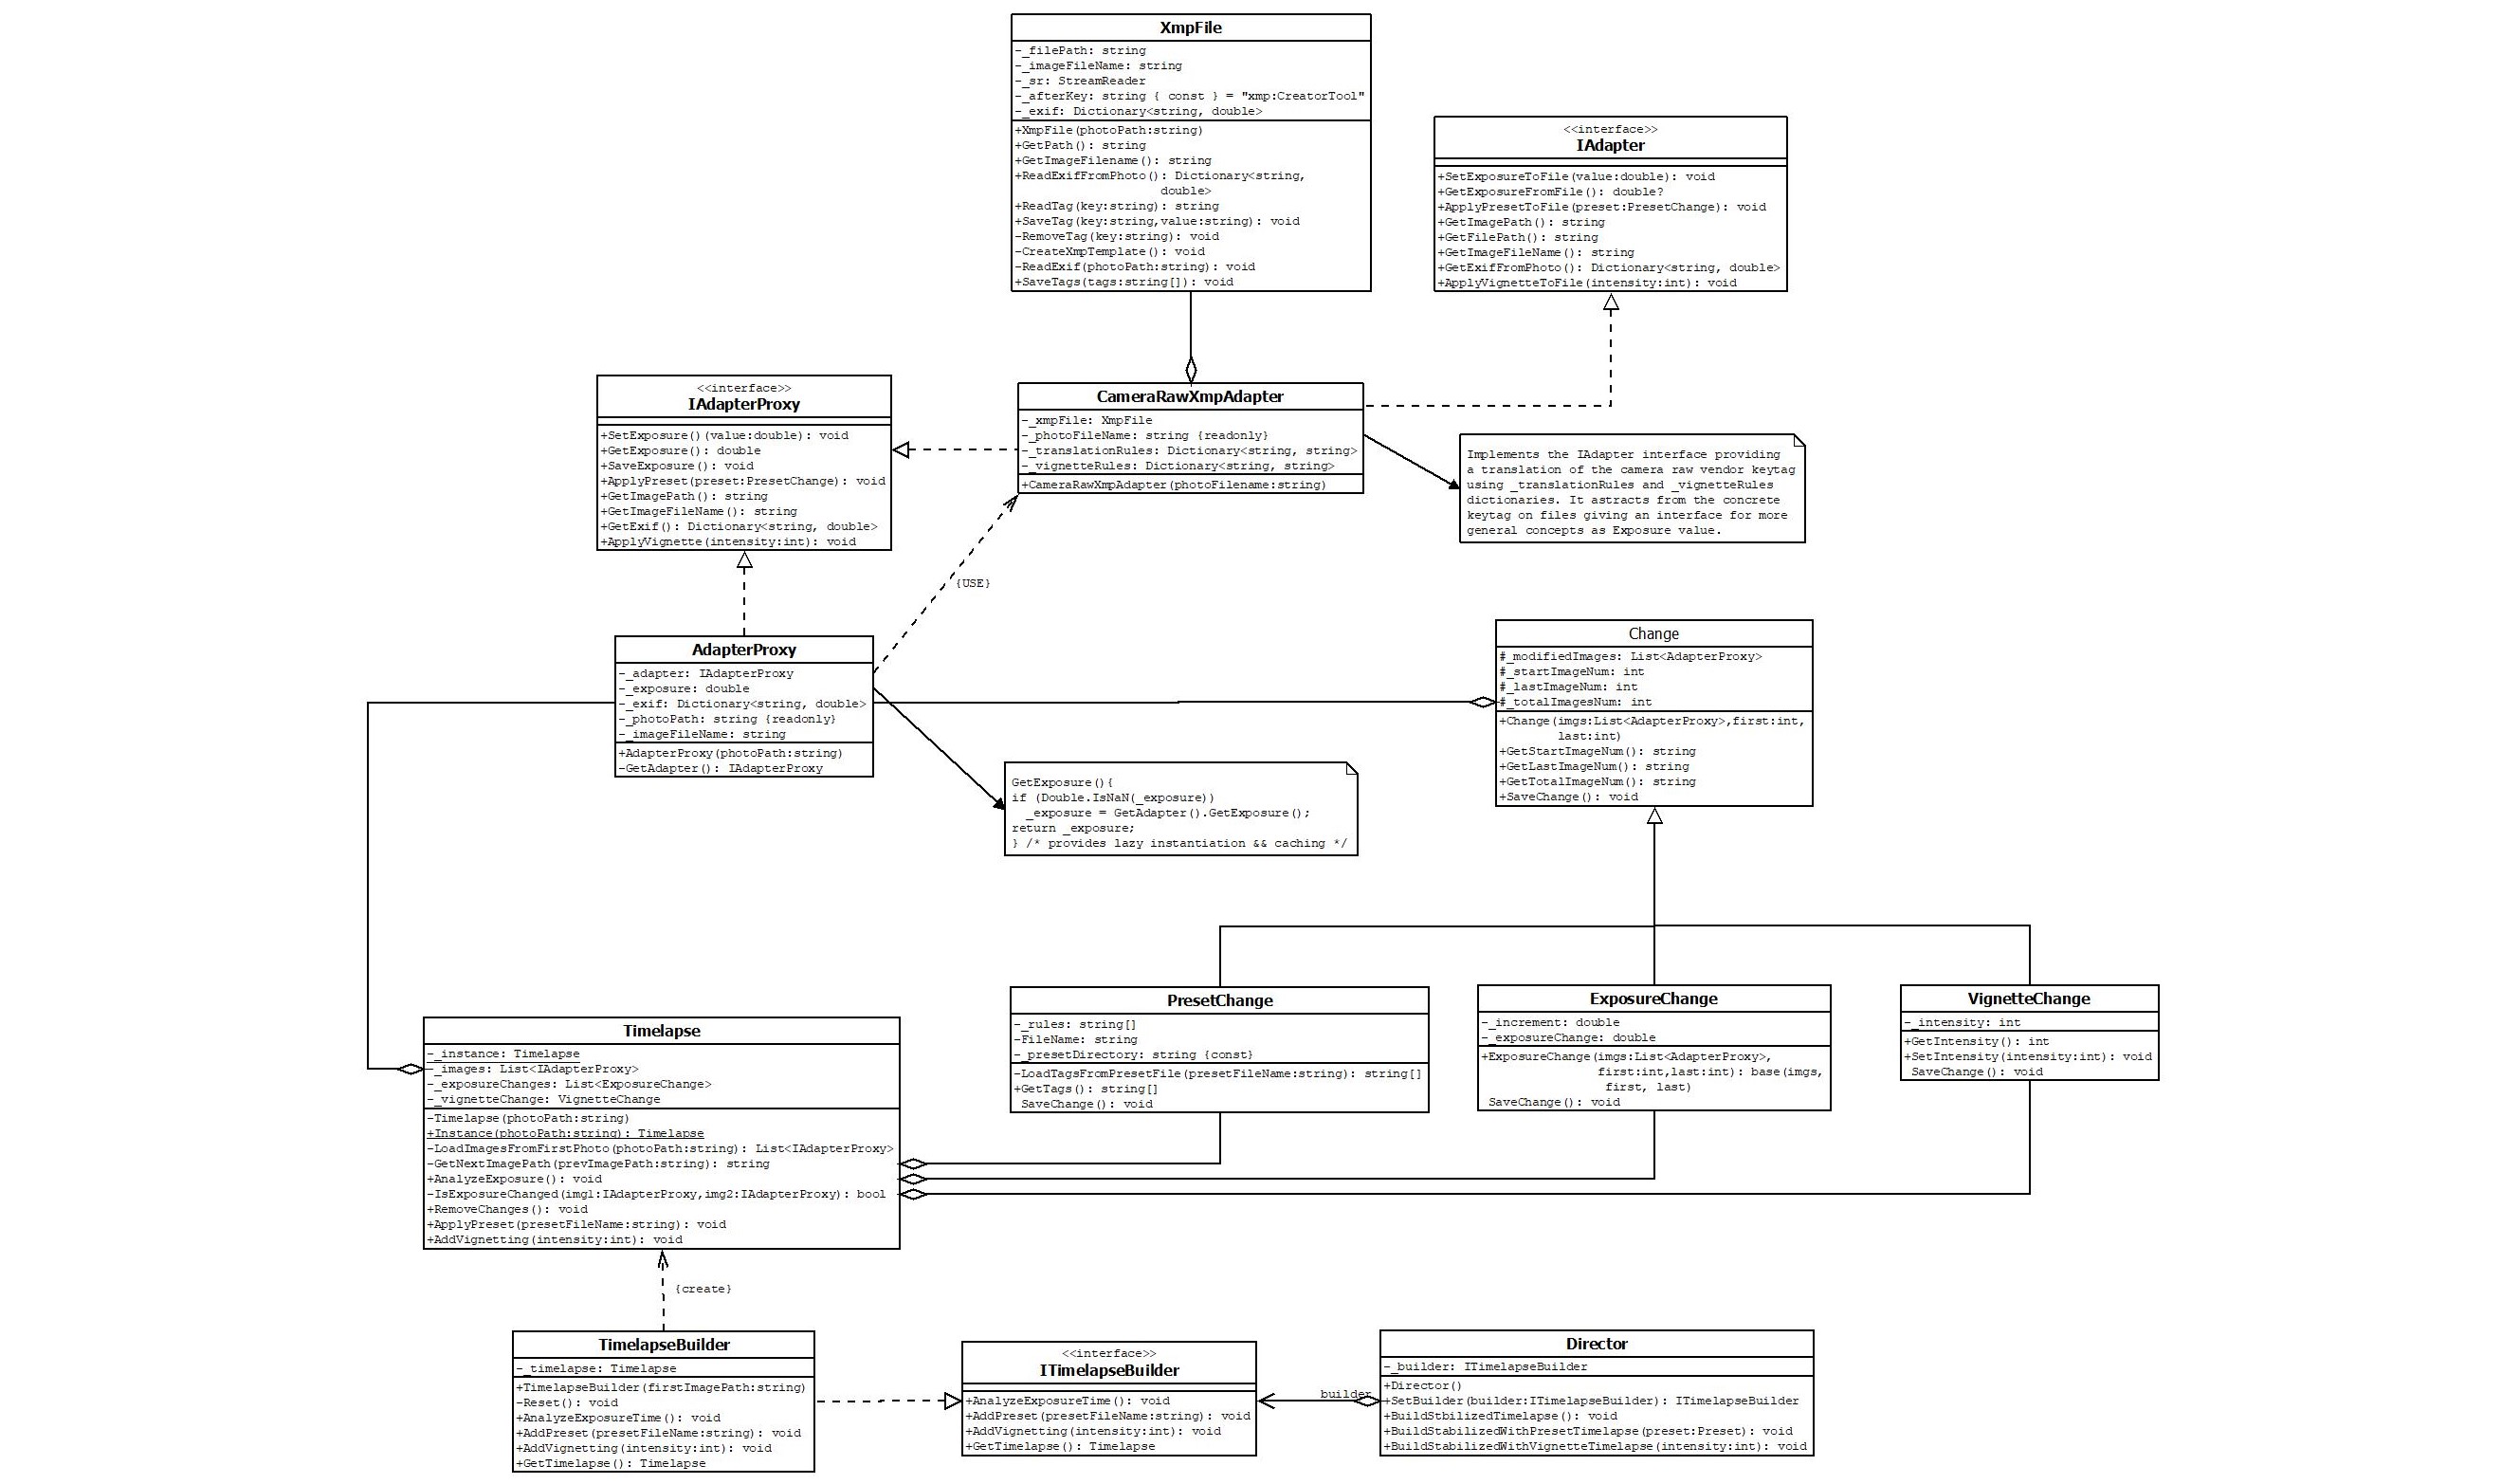 XmpFile
-_filePath: string
-_imageFileName: string
-_sr: StreamReader
-_afterKey: string { const } = "xmp:CreatorTool"
-_exif: Dictionary<string, double>
+XmpFile(photoPath:string)
+GetPath(): string
+GetImageFilename(): string
+ReadExifFromPhoto(): Dictionary<string,
double>
+ReadTag(key:string): string
+SaveTag(key:string,value:string): void
-RemoveTag(key:string): void
-CreateXmpTemplate(): void
-ReadExif(photoPath:string): void
+SaveTags(tags:string[]): void
<<interface>>
IAdapter
+SetExposureToFile(value:double): void
+GetExposureFromFile(): double?
+ApplyPresetToFile(preset:PresetChange): void
+GetImagePath(): string
+GetFilePath(): string
+GetImageFileName(): string
+GetExifFromPhoto(): Dictionary<string, double>
+ApplyVignetteToFile(intensity:int): void
<<interface>>
IAdapterProxy
+SetExposure()(value:double): void
+GetExposure(): double
+SaveExposure(): void
+ApplyPreset(preset:PresetChange): void
+GetImagePath(): string
+GetImageFileName(): string
+GetExif(): Dictionary<string, double>
+ApplyVignette(intensity:int): void
CameraRawXmpAdapter
-_xmpFile: XmpFile
-_photoFileName: string {readonly}
-_translationRules: Dictionary<string, string>
-_vignetteRules: Dictionary<string, string>
+CameraRawXmpAdapter(photoFilename:string)
Implements the IAdapter interface providing
a translation of the camera raw vendor keytag
using _translationRules and _vignetteRules
dictionaries. It astracts from the concrete
keytag on files giving an interface for more
general concepts as Exposure value.
{USE}
AdapterProxy
-_adapter: IAdapterProxy
-_exposure: double
-_exif: Dictionary<string, double>
-_photoPath: string {readonly}
-_imageFileName: string
+AdapterProxy(photoPath:string)
-GetAdapter(): IAdapterProxy
Change
#_modifiedImages: List<AdapterProxy>
#_startImageNum: int
#_lastImageNum: int
#_totalImagesNum: int
+Change(imgs:List<AdapterProxy>,first:int,
last:int)
+GetStartImageNum(): string
+GetLastImageNum(): string
+GetTotalImageNum(): string
+SaveChange(): void
GetExposure(){
if (Double.IsNaN(_exposure))
_exposure = GetAdapter().GetExposure();
return _exposure;
} /* provides lazy instantiation && caching */
PresetChange
-_rules: string[]
-FileName: string
-_presetDirectory: string {const}
-LoadTagsFromPresetFile(presetFileName:string): string[]
+GetTags(): string[]
SaveChange(): void
ExposureChange
-_increment: double
-_exposureChange: double
+ExposureChange(imgs:List<AdapterProxy>,
first:int,last:int): base(imgs,
first, last)
SaveChange(): void
VignetteChange
-_intensity: int
+GetIntensity(): int
+SetIntensity(intensity:int): void
SaveChange(): void
Timelapse
-_instance: Timelapse
-_images: List<IAdapterProxy>
-_exposureChanges: List<ExposureChange>
-_vignetteChange: VignetteChange
-Timelapse(photoPath:string)
+Instance(photoPath:string): Timelapse
-LoadImagesFromFirstPhoto(photoPath:string): List<IAdapterProxy>
-GetNextImagePath(prevImagePath:string): string
+AnalyzeExposure(): void
-IsExposureChanged(img1:IAdapterProxy,img2:IAdapterProxy): bool
+RemoveChanges(): void
+ApplyPreset(presetFileName:string): void
+AddVignetting(intensity:int): void
{create}
TimelapseBuilder
-_timelapse: Timelapse
+TimelapseBuilder(firstImagePath:string)
-Reset(): void
+AnalyzeExposureTime(): void
+AddPreset(presetFileName:string): void
+AddVignetting(intensity:int): void
+GetTimelapse(): Timelapse
<<interface>>
ITimelapseBuilder
+AnalyzeExposureTime(): void
+AddPreset(presetFileName:string): void
+AddVignetting(intensity:int): void
+GetTimelapse(): Timelapse
builder
Director
-_builder: ITimelapseBuilder
+Director()
+SetBuilder(builder:ITimelapseBuilder): ITimelapseBuilder
+BuildStbilizedTimelapse(): void
+BuildStabilizedWithPresetTimelapse(preset:Preset): void
+BuildStabilizedWithVignetteTimelapse(intensity:int): void